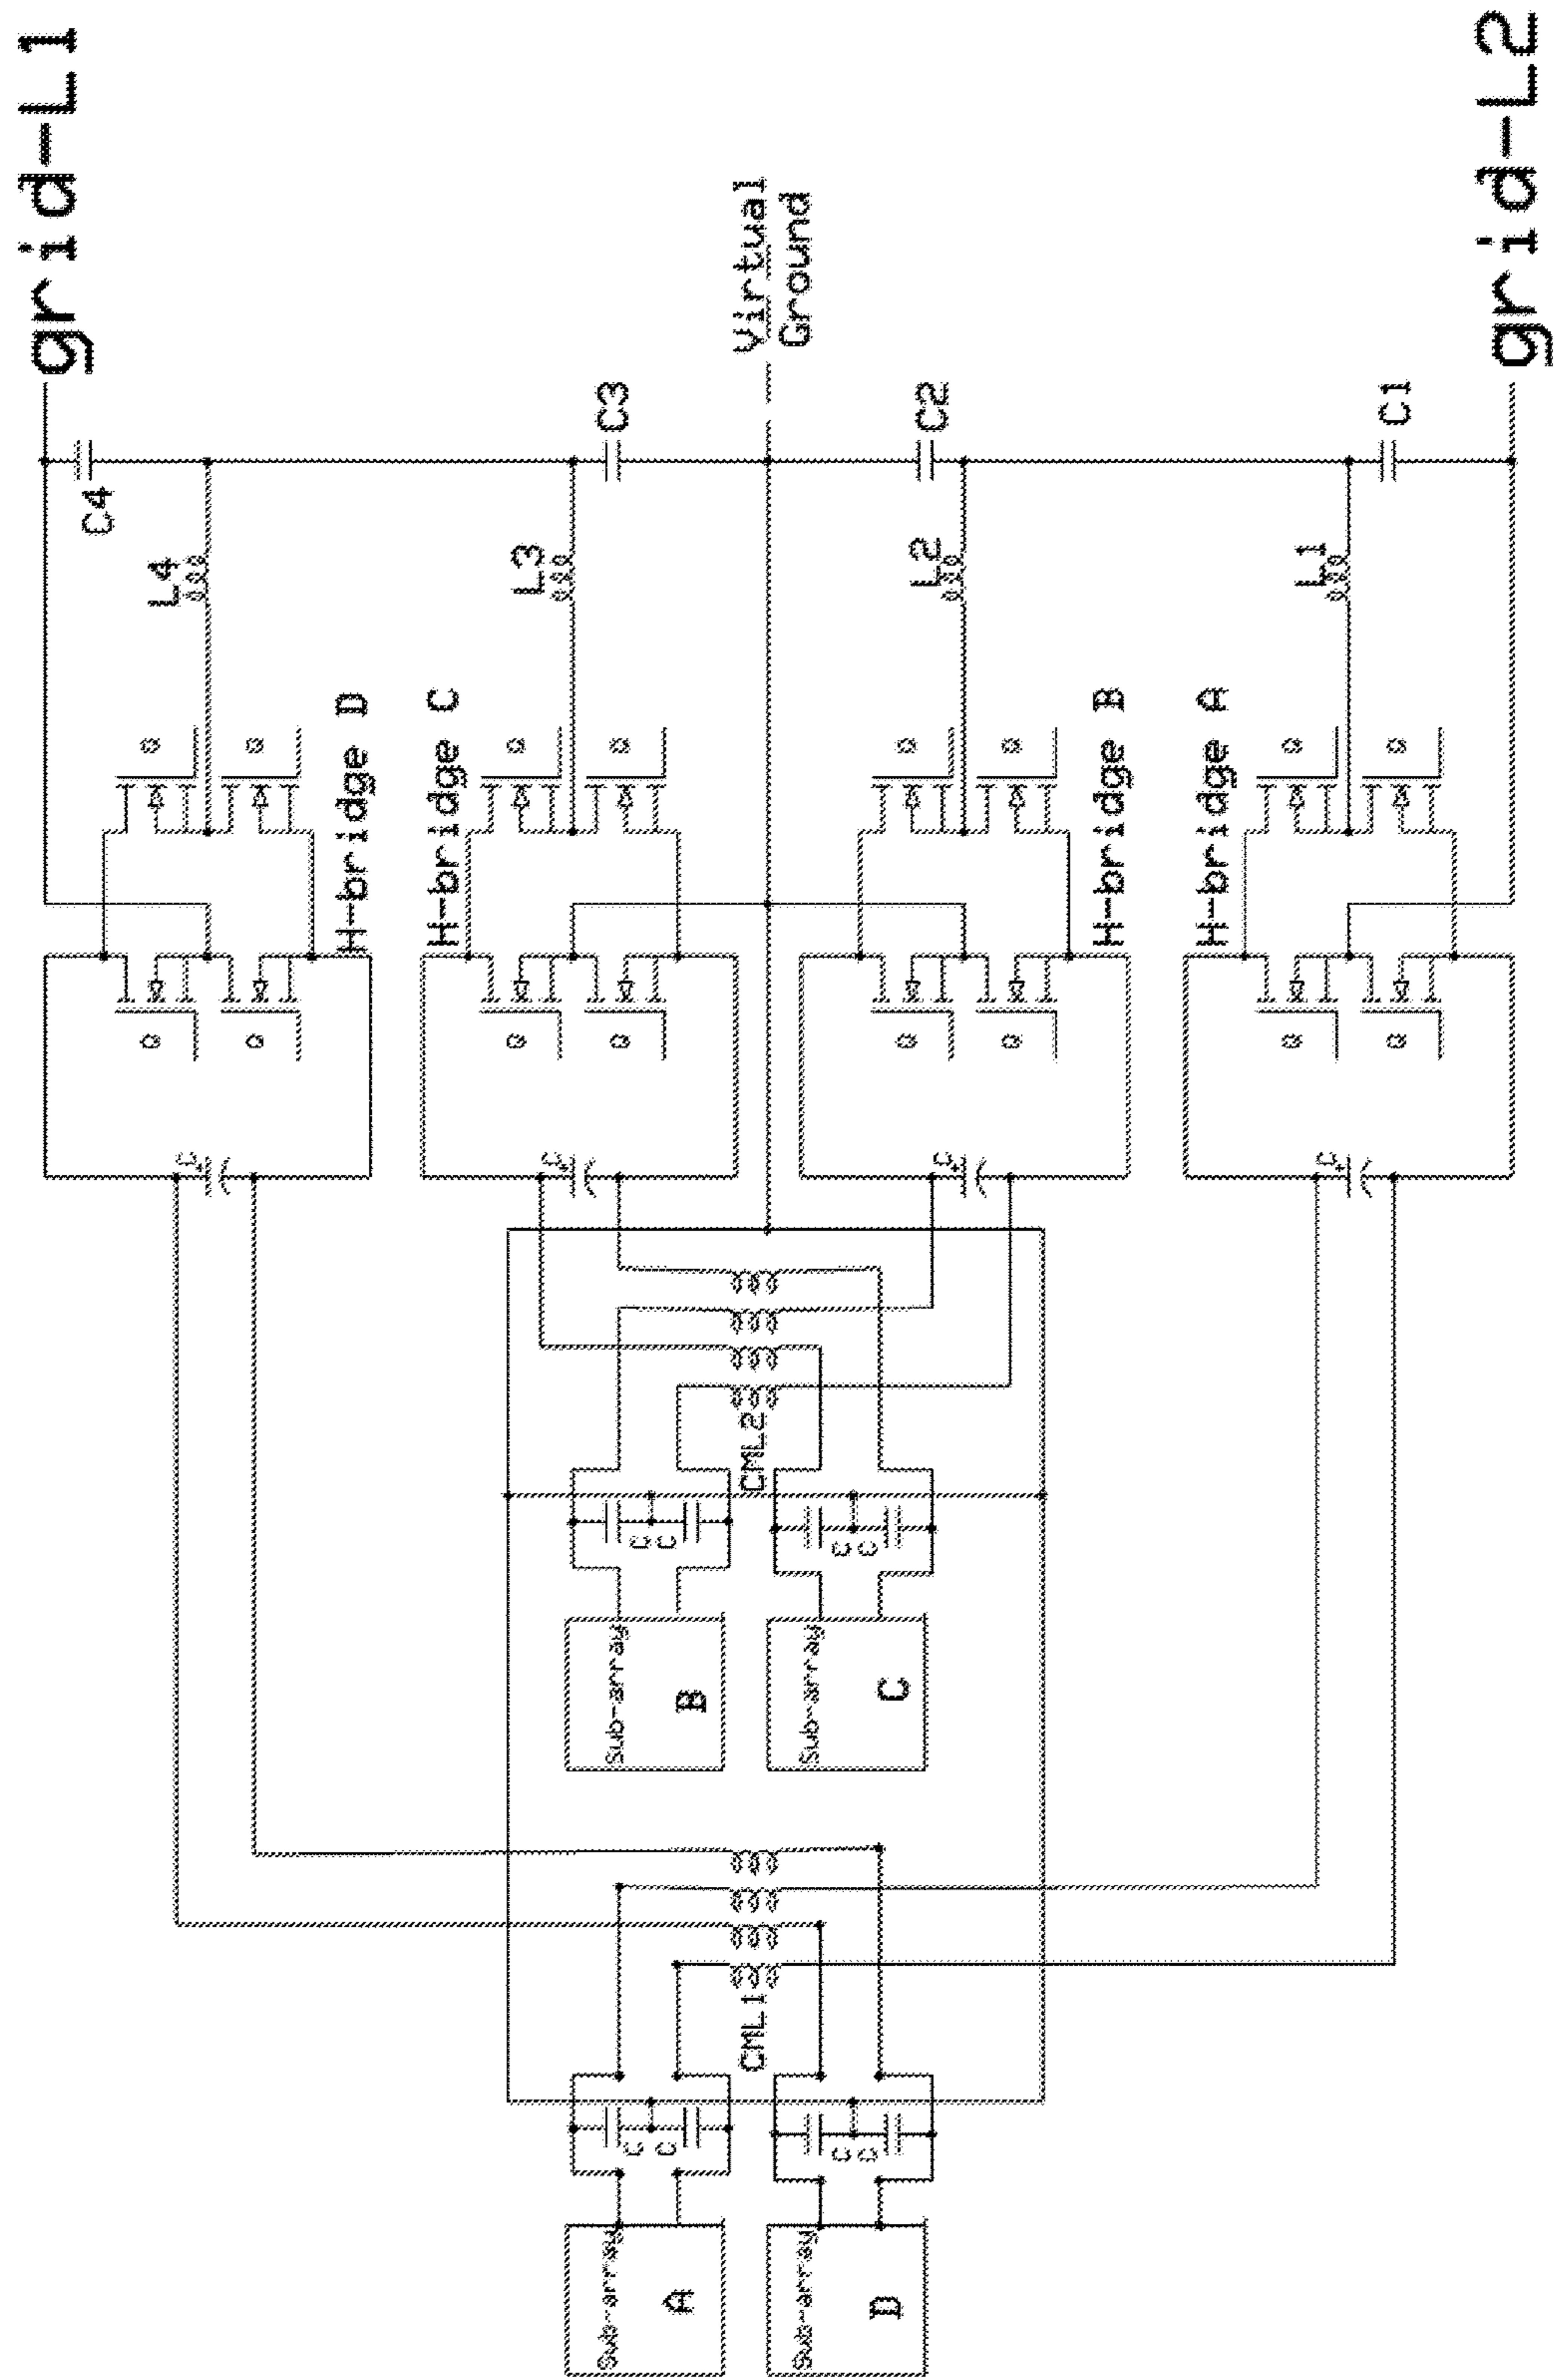 grid-L1
C4
L4
Q Q
C+
Q Q
H-bridge D
H-bridge C
L3
Q Q
C+
C3
Q Q
Sub-array
A
C
C
Sub-array
B
C
C
CML1
CML2
Virtual
Ground
Sub-array
D
C
C
Sub-array
C
C
C
L2
Q Q
C2
C+
Q Q
H-bridge B
H-bridge A
L1
Q Q
C+
C1
Q Q
grid-L2